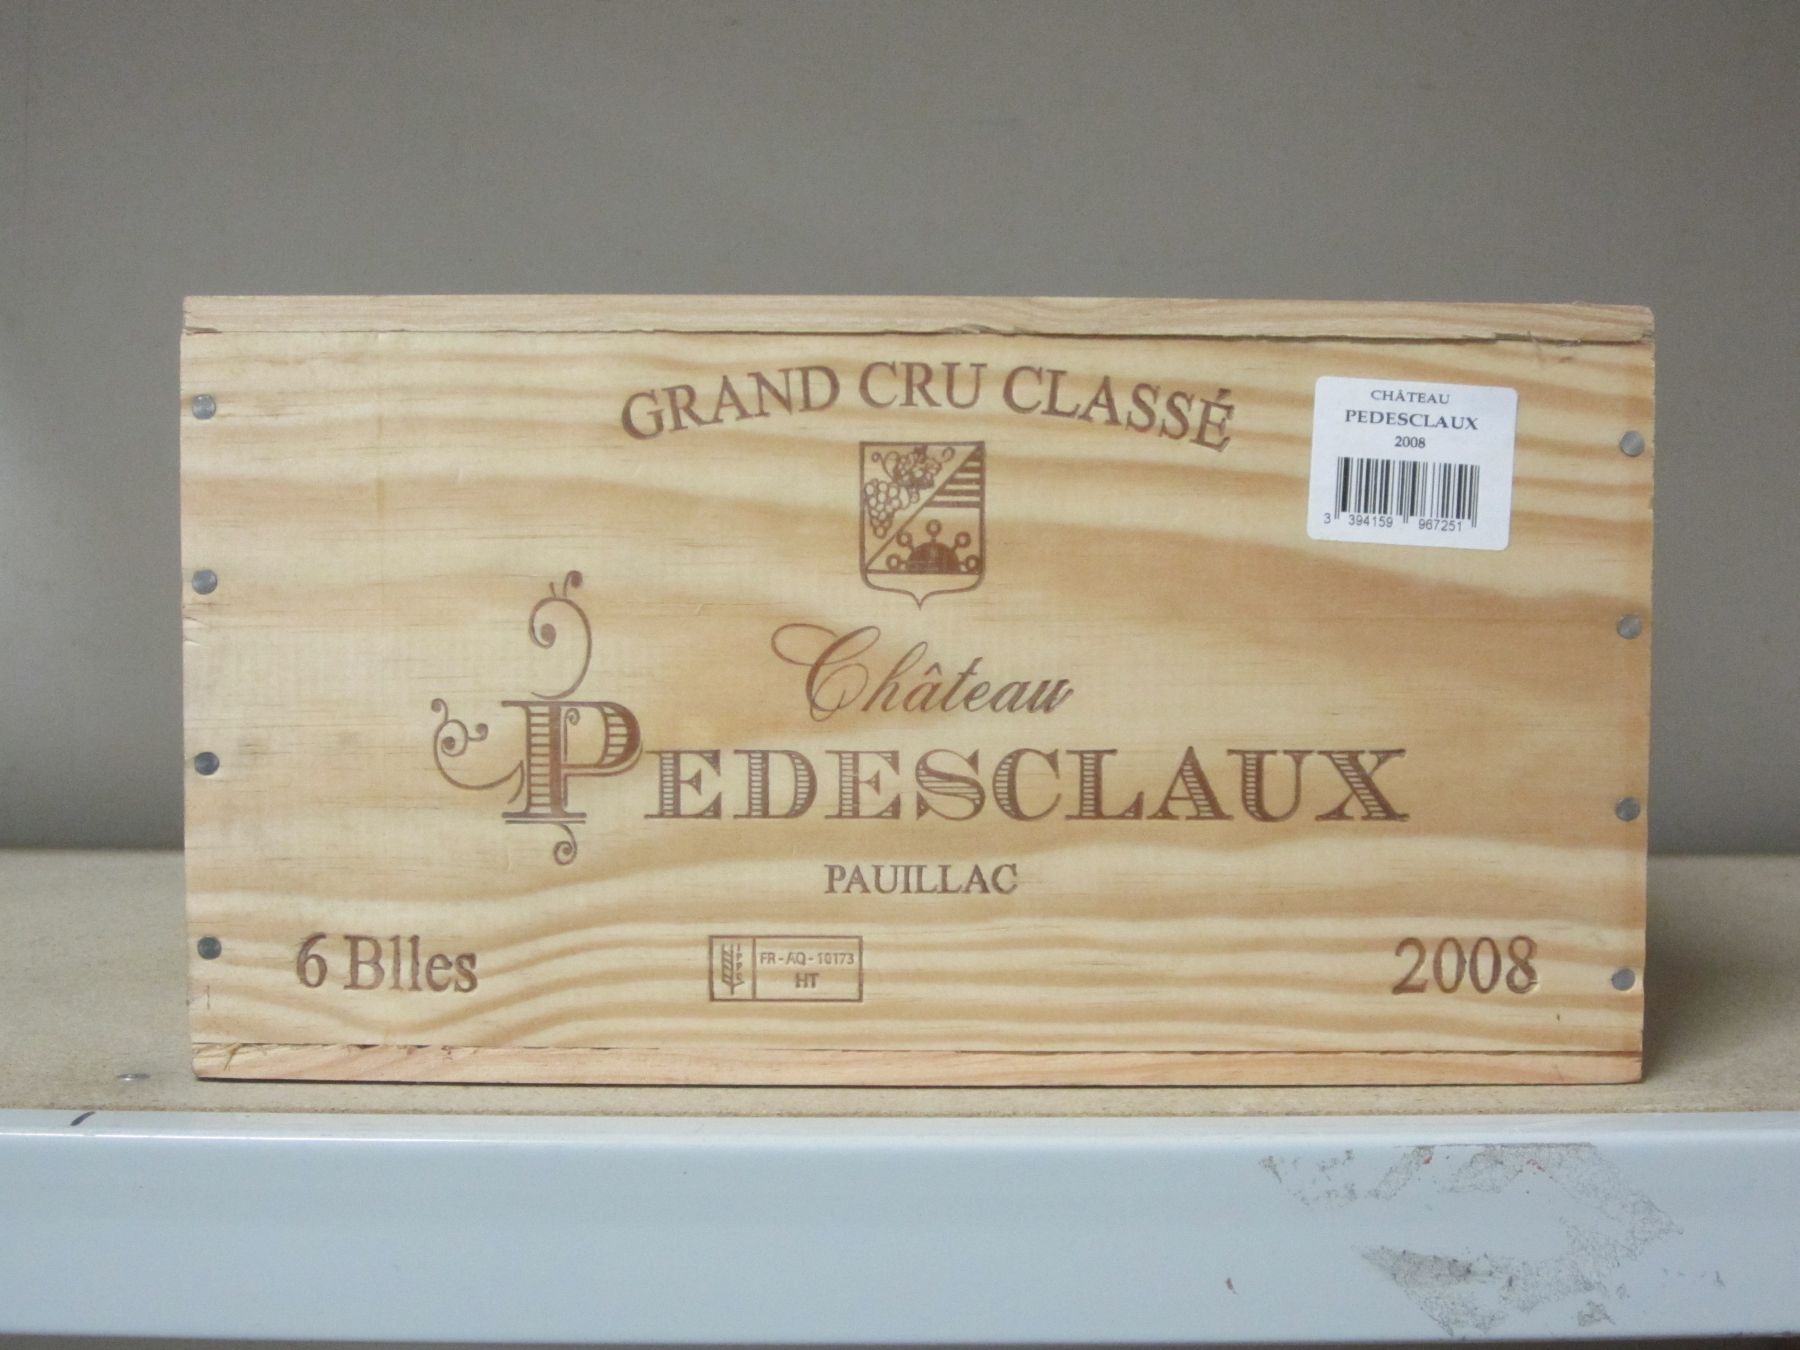 GRAND CRU CLASSÉ
CHÂTEAU
PEDESCLAUX
2008
3 394159 967251
Château
PEDESCLAUX
PAUILLAC
6 Blles
IPPC
FR-AQ-10173
HT
2008